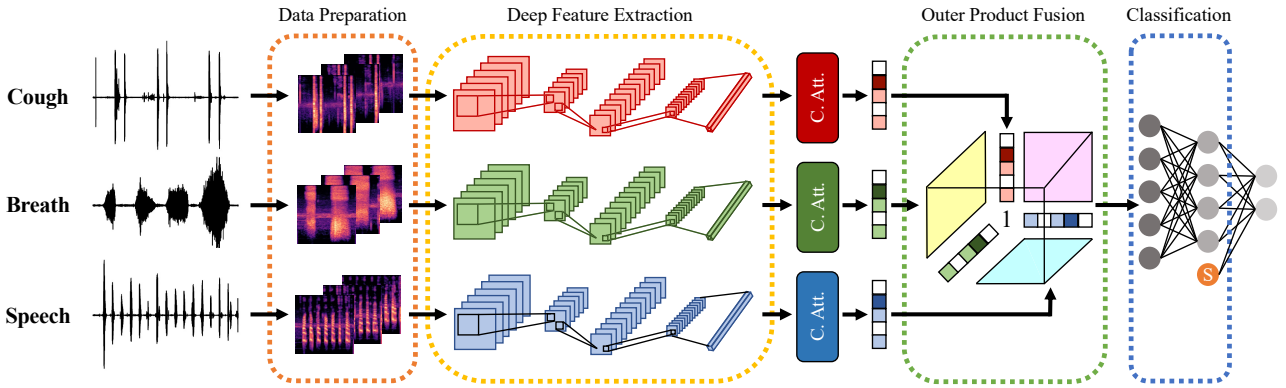 Data Preparation
Deep Feature Extraction
Outer Product Fusion
Classification
Cough
C. Att.
Breath
C. Att.
1
Speech
C. Att.
S